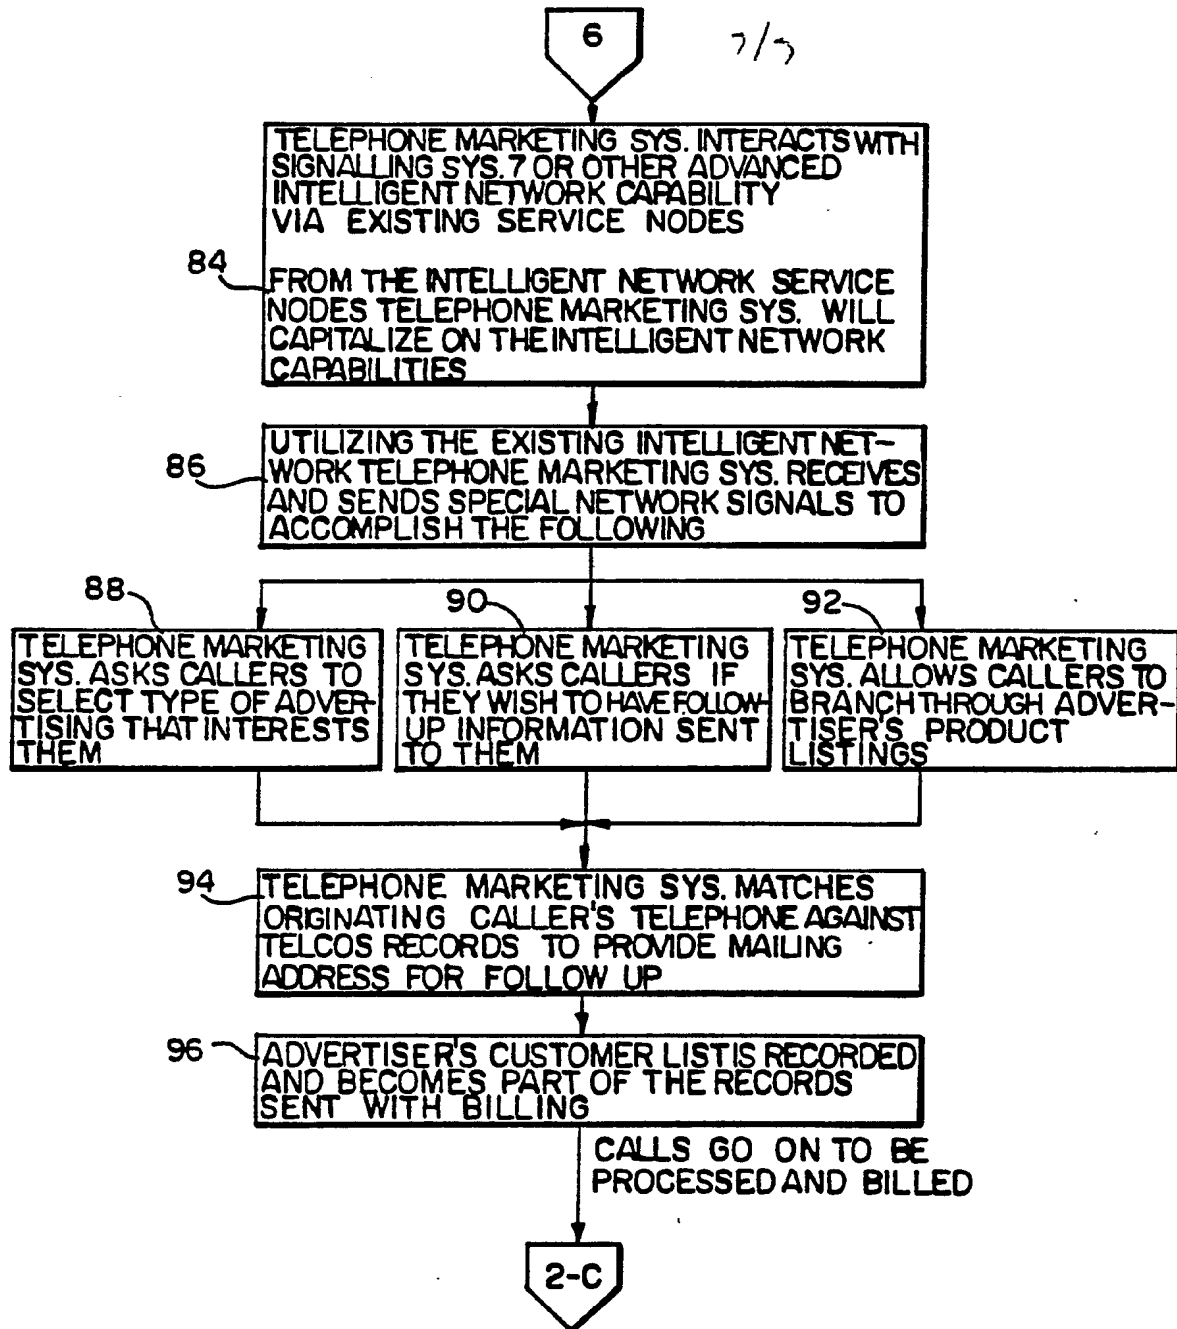 6
7/7
TELEPHONE MARKETING SYS. INTERACTS WITH
SIGNALLING SYS. 7 OR OTHER ADVANCED
INTELLIGENT NETWORK CAPABILITY
VIA EXISTING SERVICE NODES
84
FROM THE INTELLIGENT NETWORK SERVICE
NODES TELEPHONE MARKETING SYS. WILL
CAPITALIZE ON THE INTELLIGENT NETWORK
CAPABILITIES
86
UTILIZING THE EXISTING INTELLIGENT NET-
WORK TELEPHONE MARKETING SYS. RECEIVES
AND SENDS SPECIAL NETWORK SIGNALS TO
ACCOMPLISH THE FOLLOWING
88
TELEPHONE MARKETING
SYS. ASKS CALLERS TO
SELECT TYPE OF ADVER-
TISING THAT INTERESTS
THEM
90
TELEPHONE MARKETING
SYS. ASKS CALLERS IF
THEY WISH TO HAVE FOLLOW-
UP INFORMATION SENT
TO THEM
92
TELEPHONE MARKETING
SYS. ALLOWS CALLERS TO
BRANCH THROUGH ADVER-
TISER'S PRODUCT
LISTINGS
94
TELEPHONE MARKETING SYS. MATCHES
ORIGINATING CALLER'S TELEPHONE AGAINST
TELCOS RECORDS TO PROVIDE MAILING
ADDRESS FOR FOLLOW UP
96
ADVERTISER'S CUSTOMER LIST IS RECORDED
AND BECOMES PART OF THE RECORDS
SENT WITH BILLING
CALLS GO ON TO BE
PROCESSED AND BILLED
2-C